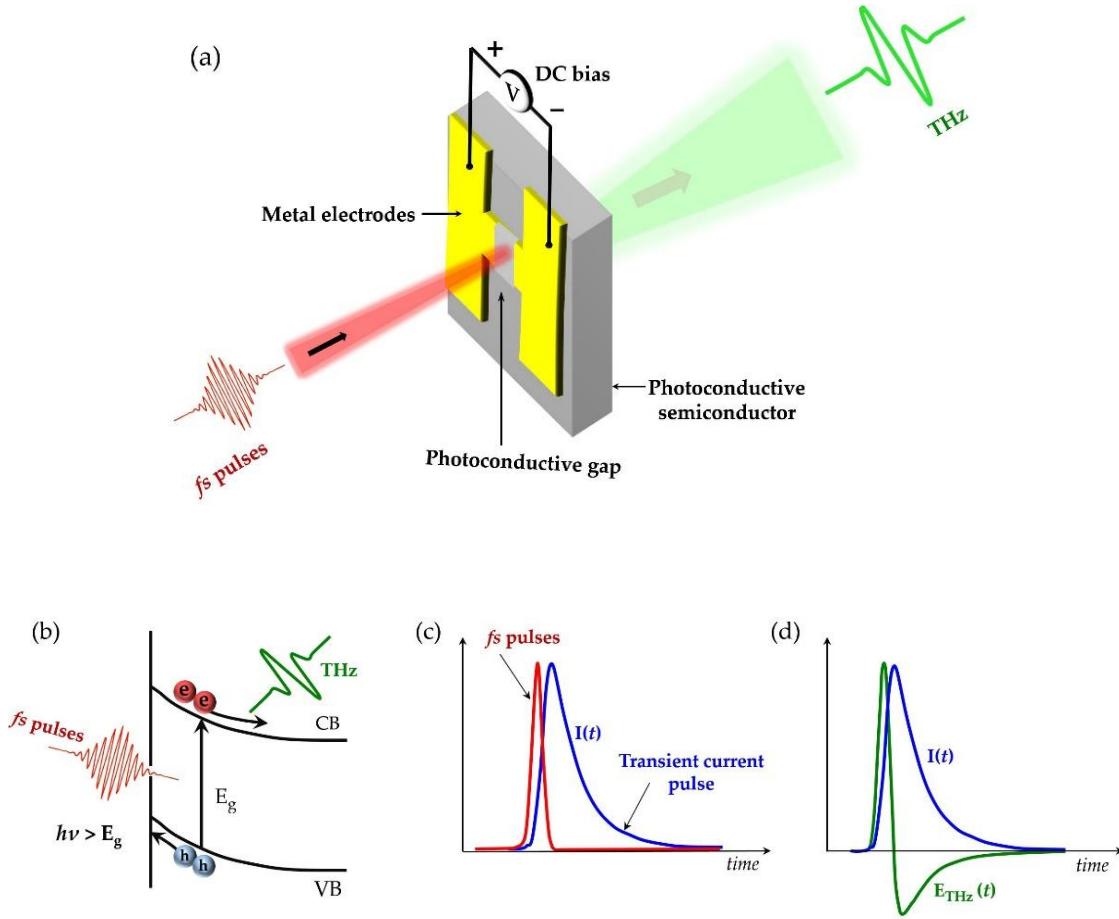 (a)
+
V
DC bias
−
THz
Metal electrodes
fs pulses
Photoconductive
semiconductor
Photoconductive gap
(b)
fs pulses
hν > Eg
e
e
THz
CB
Eg
h
h
VB
(c)
fs pulses
I(t)
Transient current
pulse
time
(d)
I(t)
ETHz (t)
time